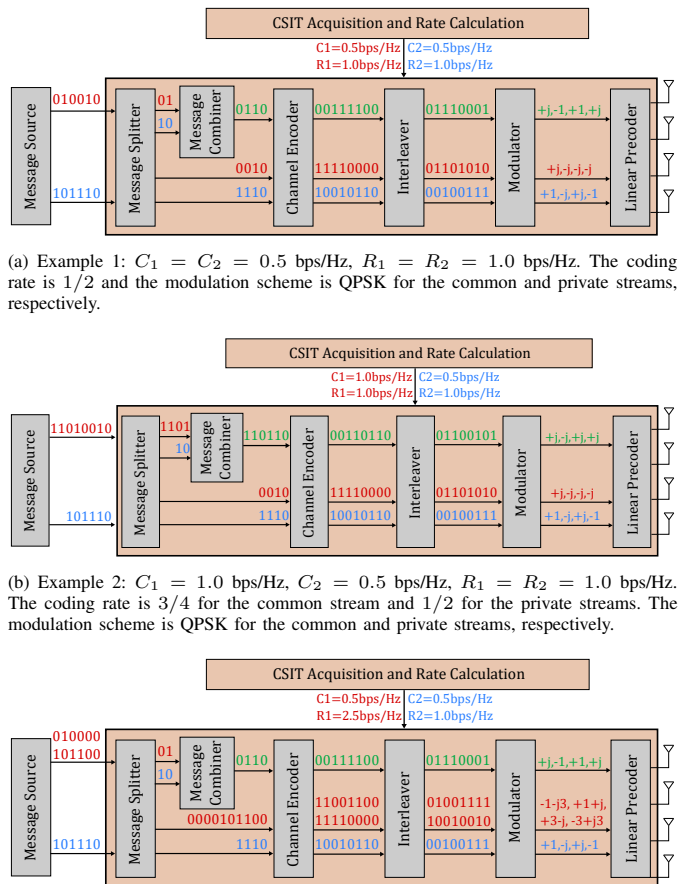 CSIT Acquisition and Rate Calculation
C1=0.5bps/Hz C2=0.5bps/Hz
R1=1.0bps/Hz R2=1.0bps/Hz
Message Source
010010
101110
Message Splitter
01
10
Message Combiner
0110
0010
1110
Channel Encoder
00111100
11110000
10010110
Interleaver
01110001
01101010
00100111
Modulator
+j,-1,+1,+j
+j,-j,-j,-j
+1,-j,+j,-1
Linear Precoder
(a) Example 1: C1 = C2 = 0.5 bps/Hz, R1 = R2 = 1.0 bps/Hz. The coding
rate is 1/2 and the modulation scheme is QPSK for the common and private streams,
respectively.
CSIT Acquisition and Rate Calculation
C1=1.0bps/Hz C2=0.5bps/Hz
R1=1.0bps/Hz R2=1.0bps/Hz
Message Source
11010010
101110
Message Splitter
1101
10
Message Combiner
110110
0010
1110
Channel Encoder
00110110
11110000
10010110
Interleaver
01100101
01101010
00100111
Modulator
+j,-j,+j,+j
+j,-j,-j,-j
+1,-j,+j,-1
Linear Precoder
(b) Example 2: C1 = 1.0 bps/Hz, C2 = 0.5 bps/Hz, R1 = R2 = 1.0 bps/Hz.
The coding rate is 3/4 for the common stream and 1/2 for the private streams. The
modulation scheme is QPSK for the common and private streams, respectively.
CSIT Acquisition and Rate Calculation
C1=0.5bps/Hz C2=0.5bps/Hz
R1=2.5bps/Hz R2=1.0bps/Hz
Message Source
010000
101100
101110
Message Splitter
01
10
Message Combiner
0110
0000101100
1110
Channel Encoder
00111100
11001100
11110000
10010110
Interleaver
01110001
01001111
10010010
00100111
Modulator
+j,-1,+1,+j
-1-j3, +1+j,
+3-j, -3+j3
+1,-j,+j,-1
Linear Precoder